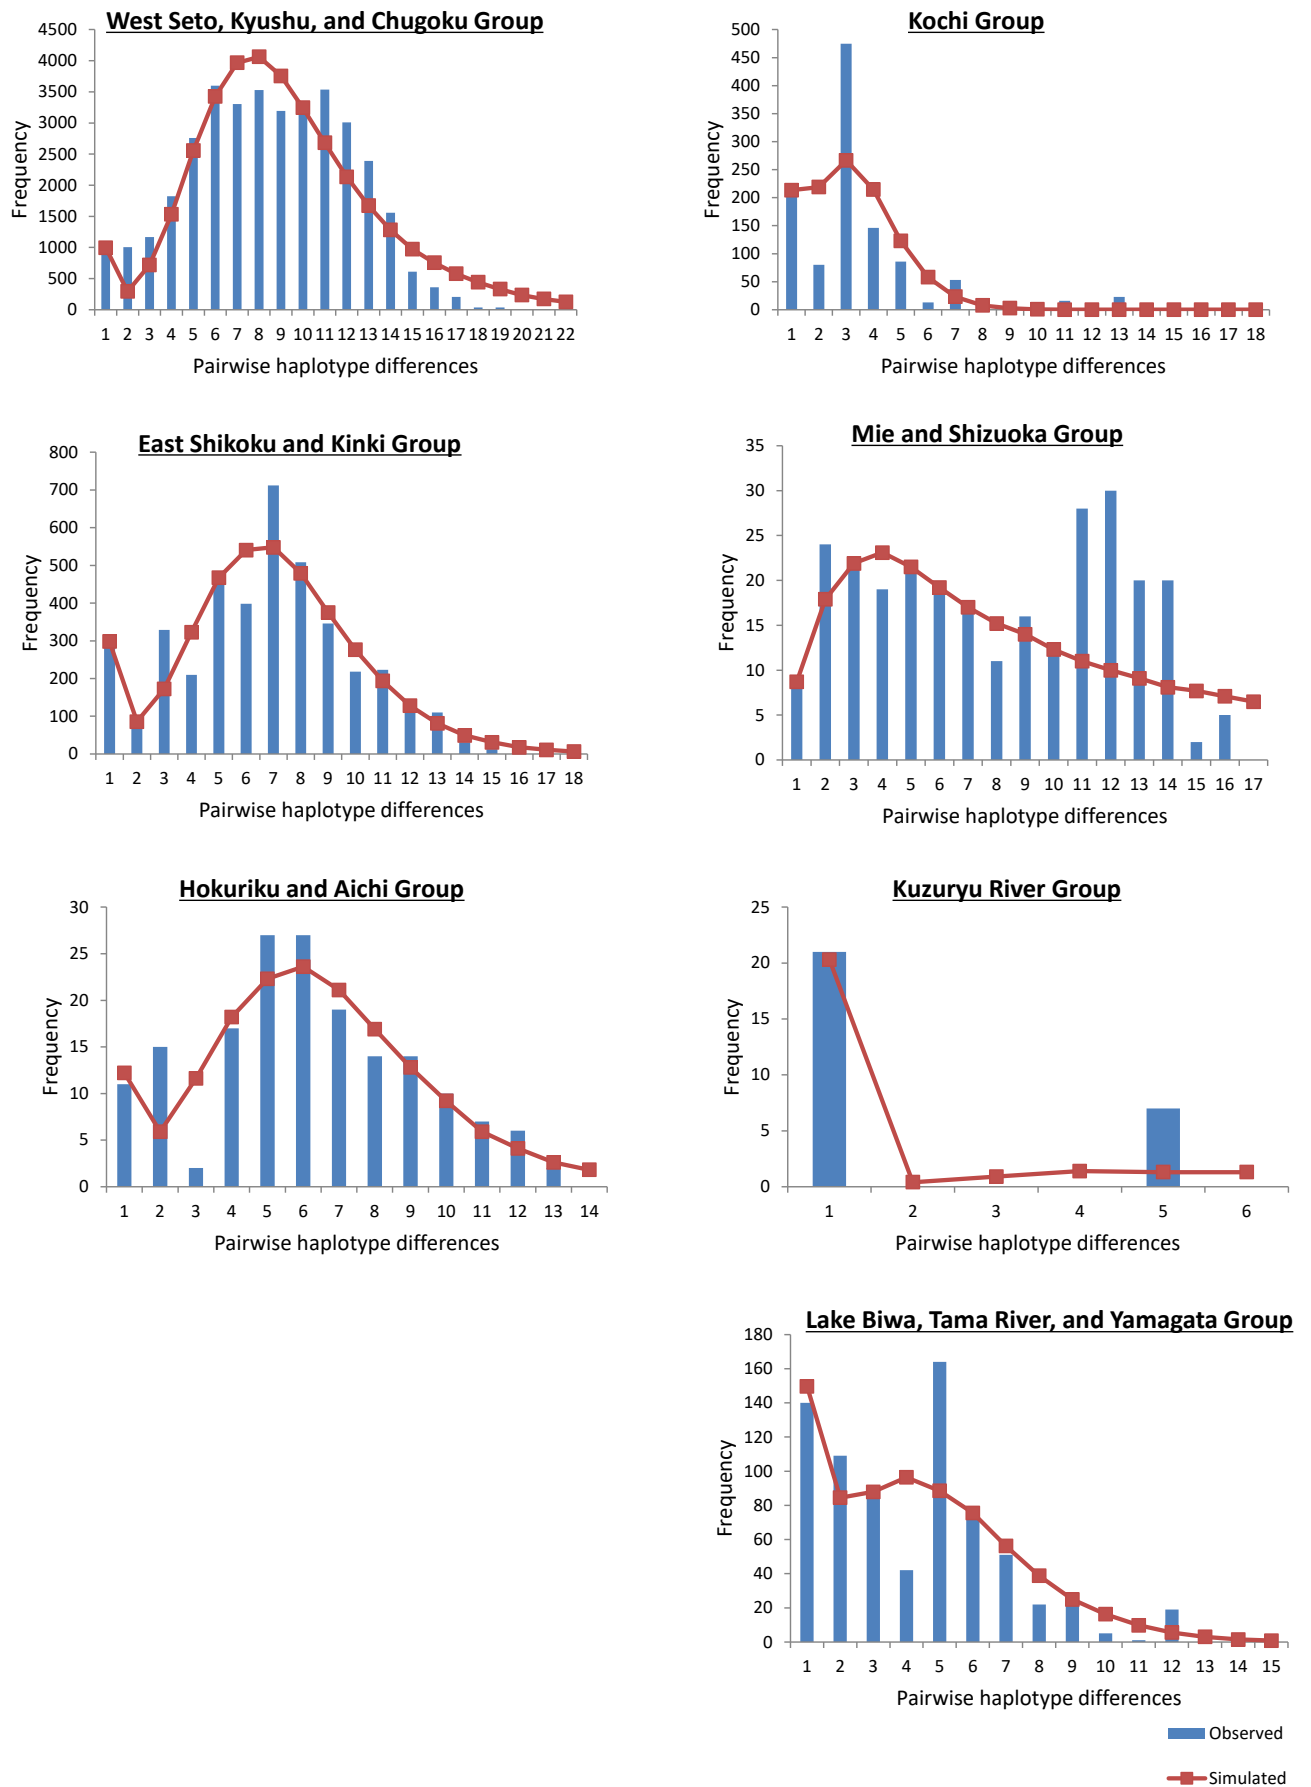 West Seto, Kyushu, and Chugoku Group
4500
4000
3500
3000
2500
2000
1500
1000
500
0
Frequency
1 2 3 4 5 6 7 8 9 10 11 12 13 14 15 16 17 18 19 20 21 22
Pairwise haplotype differences
Kochi Group
500
450
400
350
300
250
200
150
100
50
0
Frequency
1 2 3 4 5 6 7 8 9 10 11 12 13 14 15 16 17 18
Pairwise haplotype differences
East Shikoku and Kinki Group
800
700
600
500
400
300
200
100
0
Frequency
1 2 3 4 5 6 7 8 9 10 11 12 13 14 15 16 17 18
Pairwise haplotype differences
Mie and Shizuoka Group
35
30
25
20
15
10
5
0
Frequency
1 2 3 4 5 6 7 8 9 10 11 12 13 14 15 16 17
Pairwise haplotype differences
Hokuriku and Aichi Group
30
25
20
15
10
5
0
Frequency
1 2 3 4 5 6 7 8 9 10 11 12 13 14
Pairwise haplotype differences
Kuzuryu River Group
25
20
15
10
5
0
Frequency
1 2 3 4 5 6
Pairwise haplotype differences
Lake Biwa, Tama River, and Yamagata Group
180
160
140
120
100
80
60
40
20
0
Frequency
1 2 3 4 5 6 7 8 9 10 11 12 13 14 15
Pairwise haplotype differences
Observed
Simulated